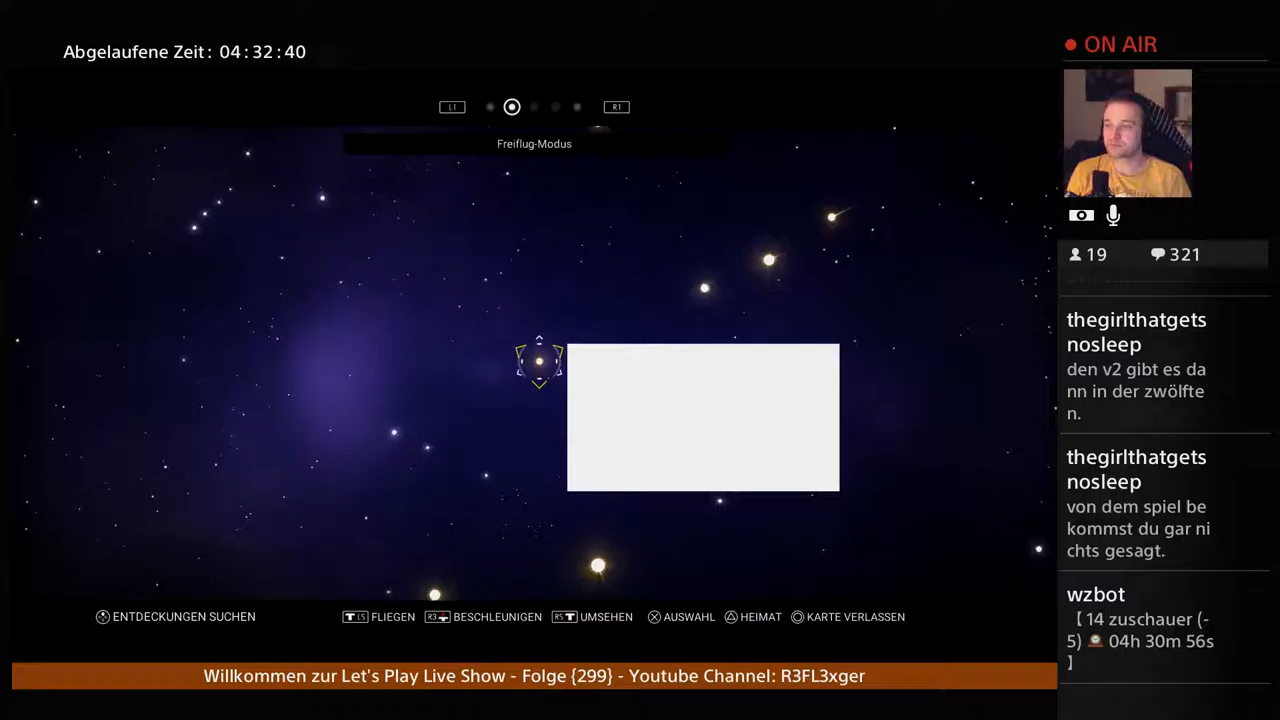 Abgelaufene Zeit: 04:32:40
ON AIR
L1
R1
Freiflug-Modus
19
321
thegirlthatgets
nosleep
den v2 gibt es da
nn in der zwölfte
n.
thegirlthatgets
nosleep
von dem spiel be
kommst du gar ni
chts gesagt.
wzbot
【14 zuschauer (-
5) 04h 30m 56s
】
ENTDECKUNGEN SUCHEN
LS FLIEGEN
R3 BESCHLEUNIGEN
RS UMSEHEN
AUSWAHL
HEIMAT
KARTE VERLASSEN
Willkommen zur Let's Play Live Show - Folge {299} - Youtube Channel: R3FL3xger